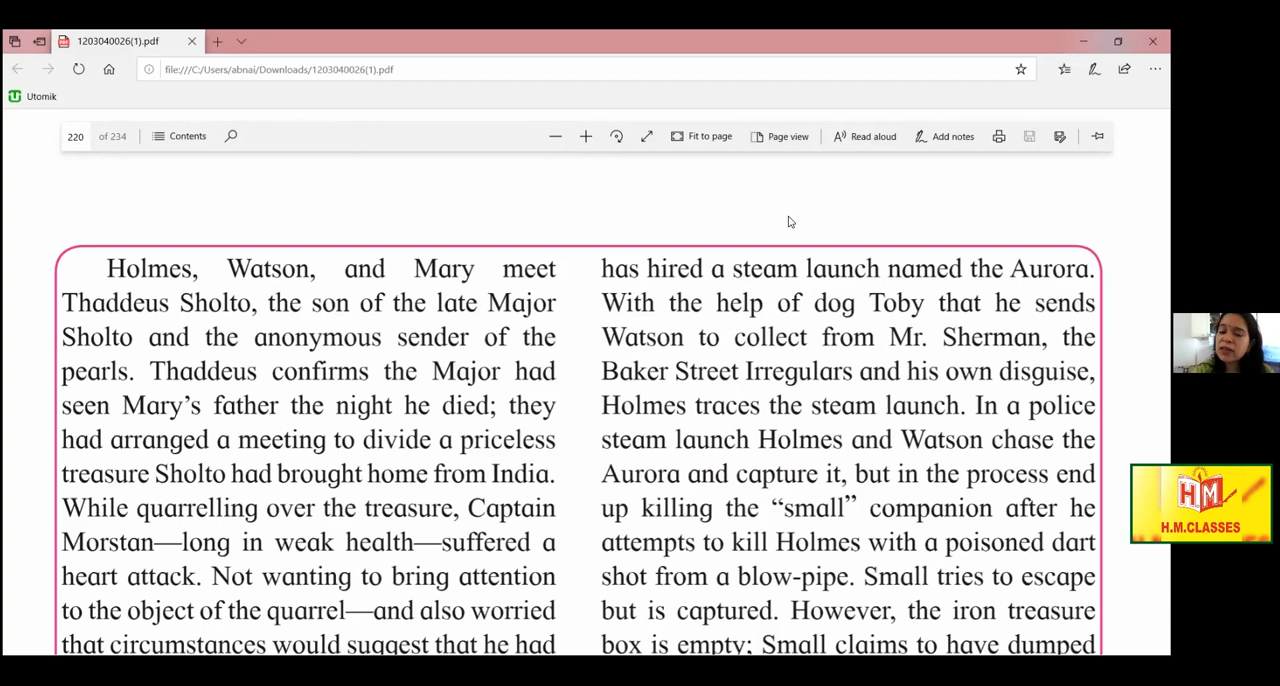 1203040026(1).pdf
file:///C:/Users/abnai/Downloads/1203040026(1).pdf
Utomik
220 of 234 Contents Fit to page Page view Read aloud Add notes
Holmes, Watson, and Mary meet
Thaddeus Sholto, the son of the late Major
Sholto and the anonymous sender of the
pearls. Thaddeus confirms the Major had
seen Mary’s father the night he died; they
had arranged a meeting to divide a priceless
treasure Sholto had brought home from India.
While quarrelling over the treasure, Captain
Morstan—long in weak health—suffered a
heart attack. Not wanting to bring attention
to the object of the quarrel—and also worried
that circumstances would suggest that he had
has hired a steam launch named the Aurora.
With the help of dog Toby that he sends
Watson to collect from Mr. Sherman, the
Baker Street Irregulars and his own disguise,
Holmes traces the steam launch. In a police
steam launch Holmes and Watson chase the
Aurora and capture it, but in the process end
up killing the “small” companion after he
attempts to kill Holmes with a poisoned dart
shot from a blow-pipe. Small tries to escape
but is captured. However, the iron treasure
box is empty; Small claims to have dumped
HM
H.M.CLASSES